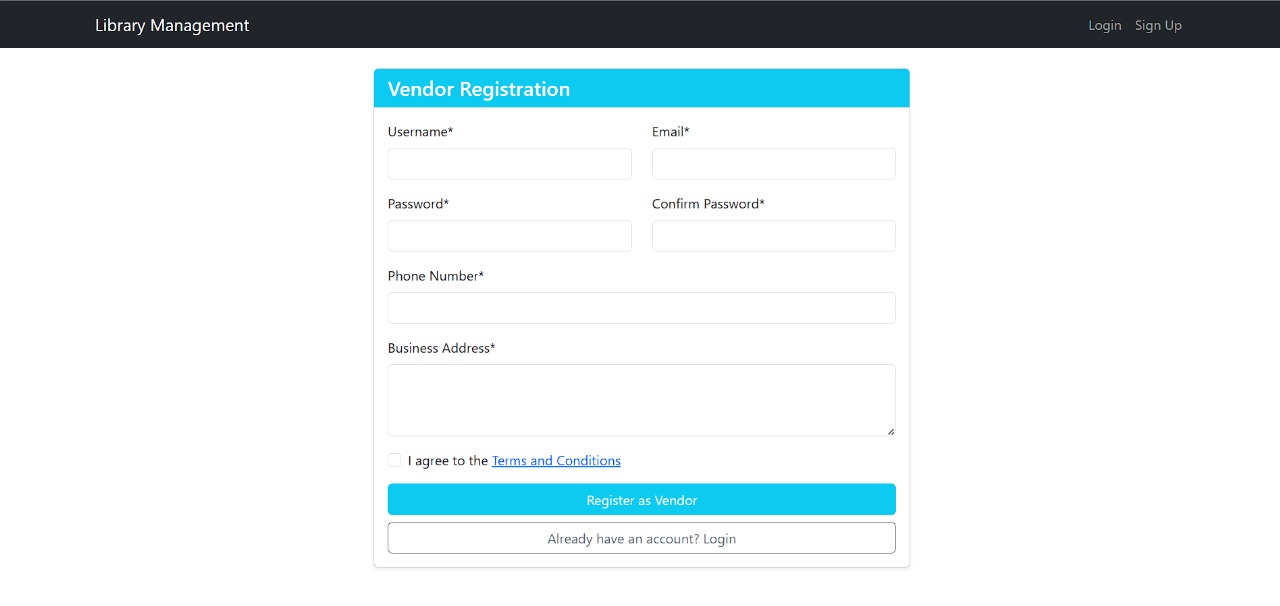 Library Management
Login Sign Up
Vendor Registration
Username* Email*
Password* Confirm Password*
Phone Number*
Business Address*
I agree to the Terms and Conditions
Register as Vendor
Already have an account? Login